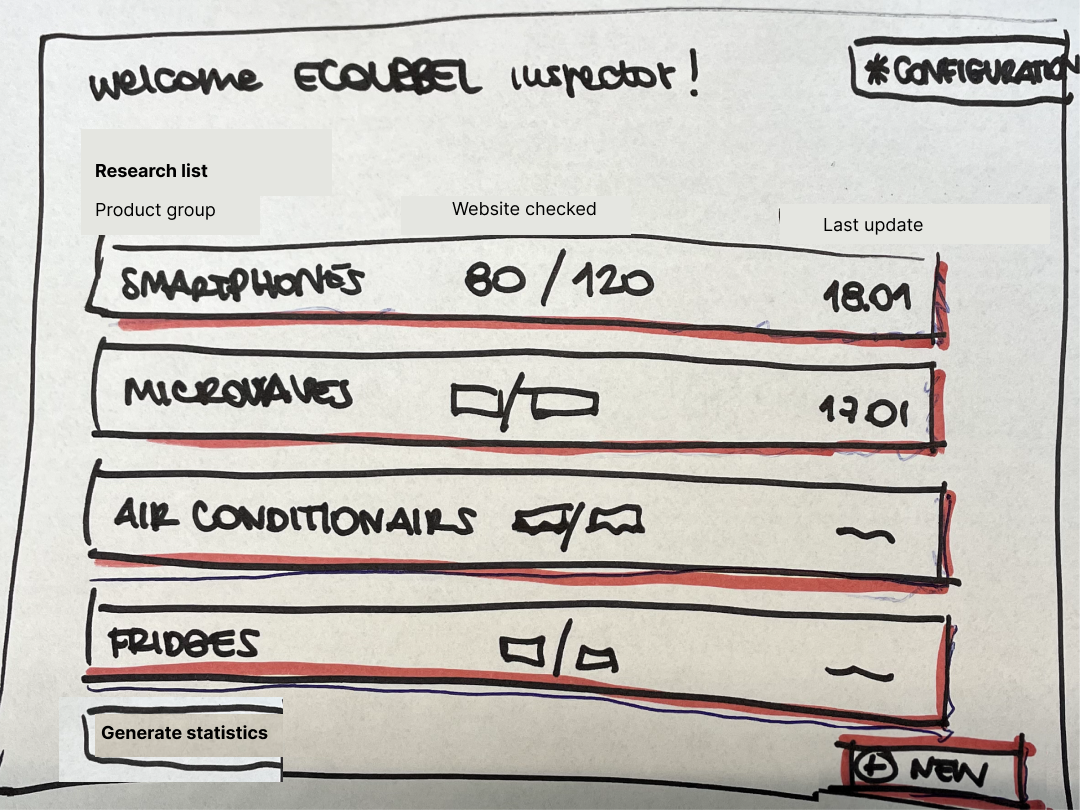 welcome ECOLABEL inspector!
*CONFIGURATION
Research list
Product group Website checked Last update
SMARTPHONES 80 / 120 18.01
MICROWAVES / 17.01
AIR CONDITIONAIRS /
FRIDGES /
Generate statistics
+ NEW